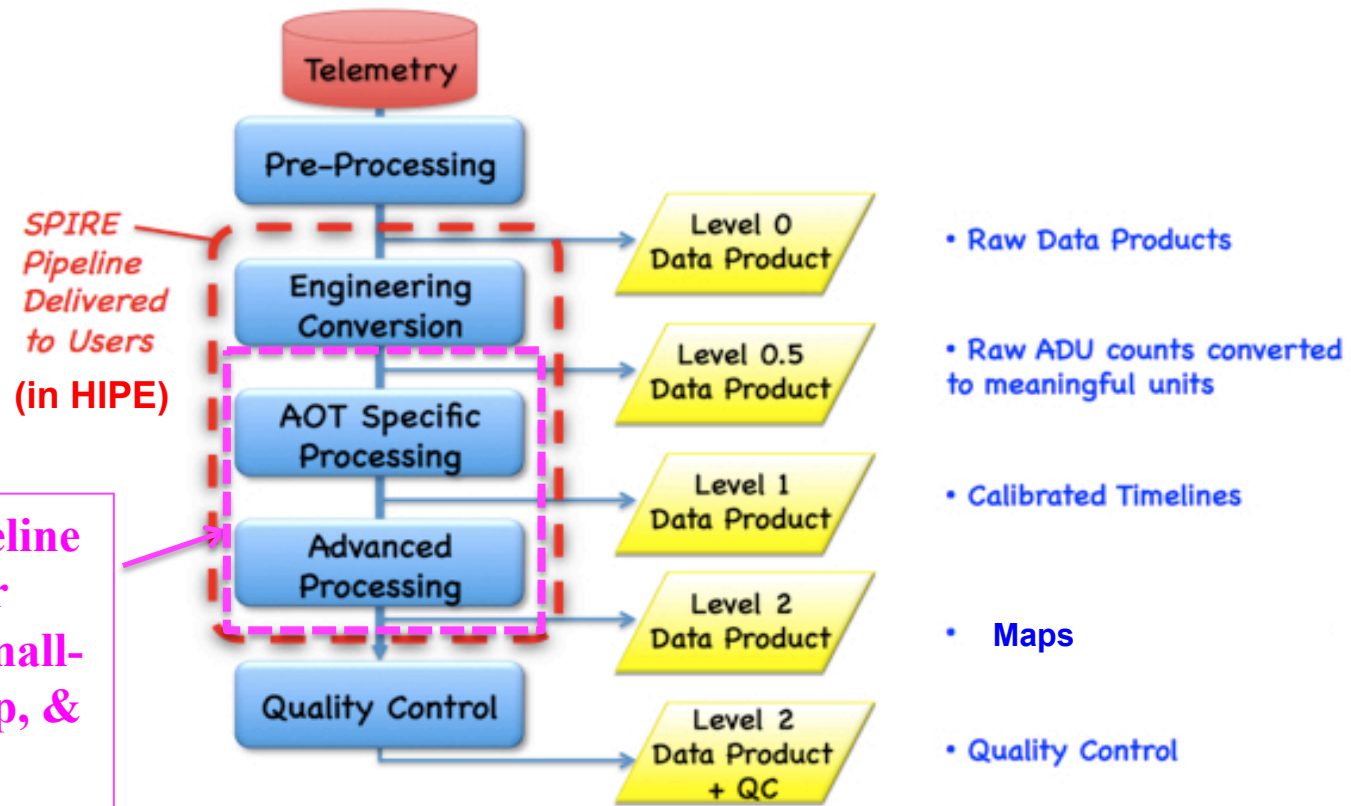 Telemetry
Pre-Processing
SPIRE
Pipeline
Delivered
to Users
(in HIPE)
Level 0
Data Product
• Raw Data Products
Engineering
Conversion
Level 0.5
Data Product
• Raw ADU counts converted
to meaningful units
AOT Specific
Processing
Level 1
Data Product
• Calibrated Timelines
Advanced
Processing
Level 2
Data Product
• Maps
Quality Control
Level 2
Data Product
+ QC
• Quality Control
p, &